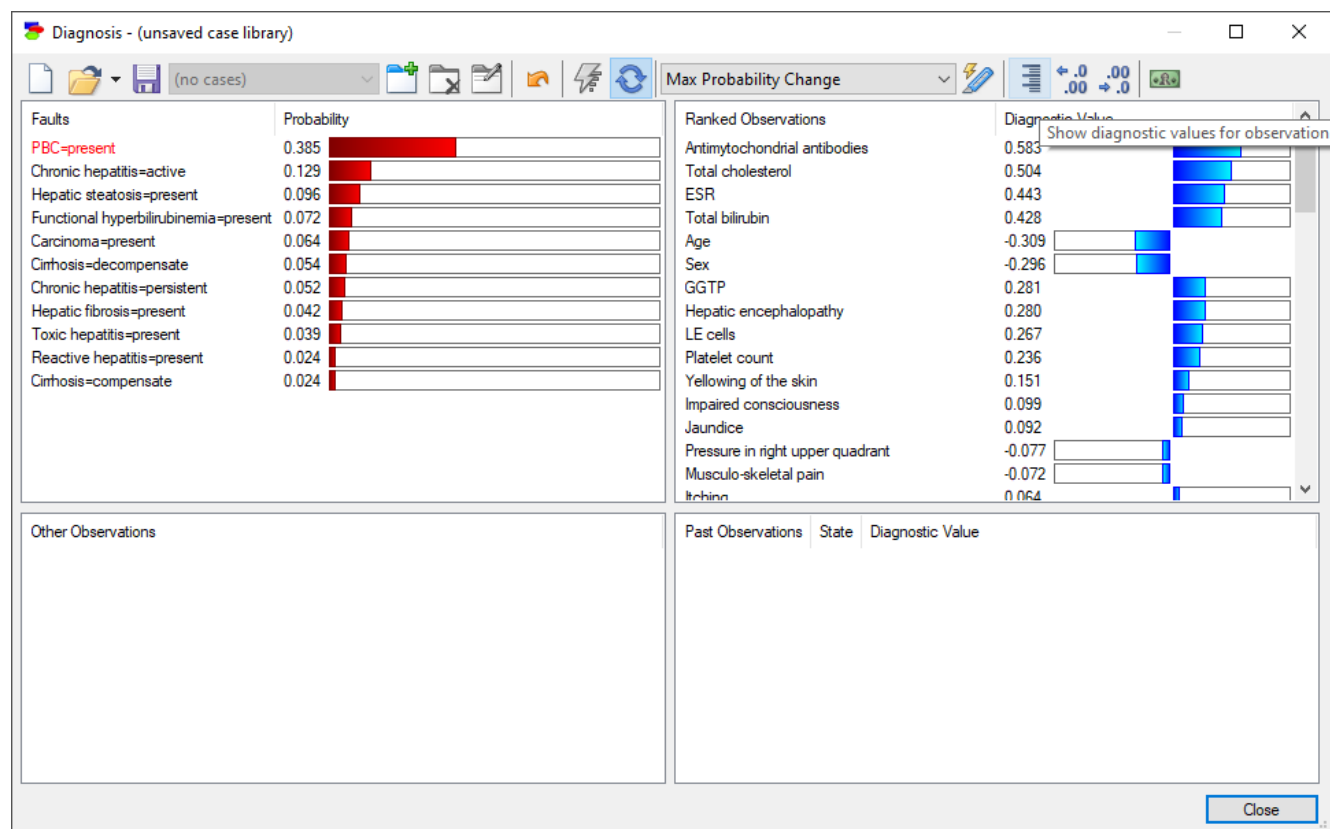 Diagnosis - (unsaved case library)
(no cases)
Max Probability Change
Faults Probability
PBC=present 0.385
Chronic hepatitis=active 0.129
Hepatic steatosis=present 0.096
Functional hyperbilirubinemia=present 0.072
Carcinoma=present 0.064
Cirrhosis=decompensate 0.054
Chronic hepatitis=persistent 0.052
Hepatic fibrosis=present 0.042
Toxic hepatitis=present 0.039
Reactive hepatitis=present 0.024
Cirrhosis=compensate 0.024
Ranked Observations Diagnostic Value
Show diagnostic values for observation
Antimytochondrial antibodies 0.583
Total cholesterol 0.504
ESR 0.443
Total bilirubin 0.428
Age -0.309
Sex -0.296
GGTP 0.281
Hepatic encephalopathy 0.280
LE cells 0.267
Platelet count 0.236
Yellowing of the skin 0.151
Impaired consciousness 0.099
Jaundice 0.092
Pressure in right upper quadrant -0.077
Musculo-skeletal pain -0.072
Itching 0.064
Other Observations
Past Observations State Diagnostic Value
Close